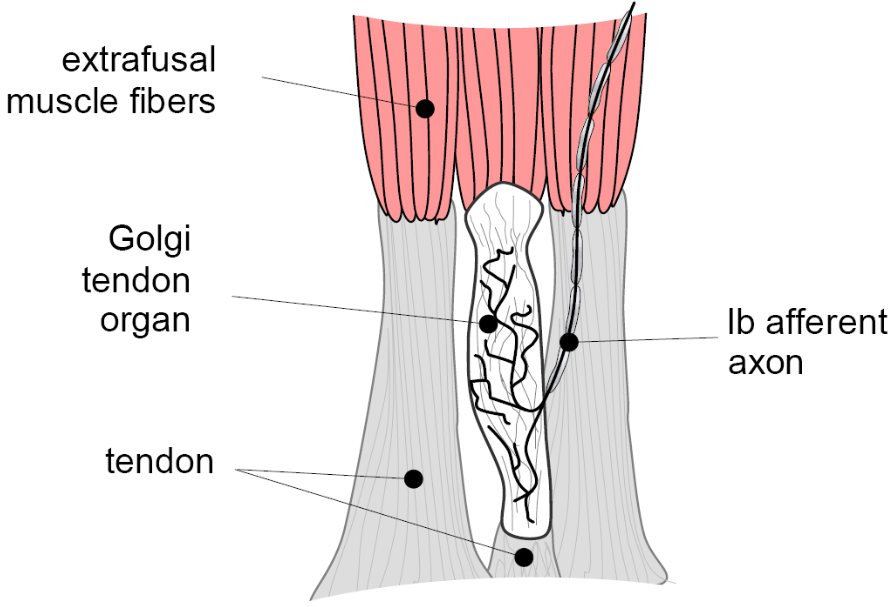 extrafusal
muscle fibers
Golgi
tendon
organ
Ib afferent
axon
tendon